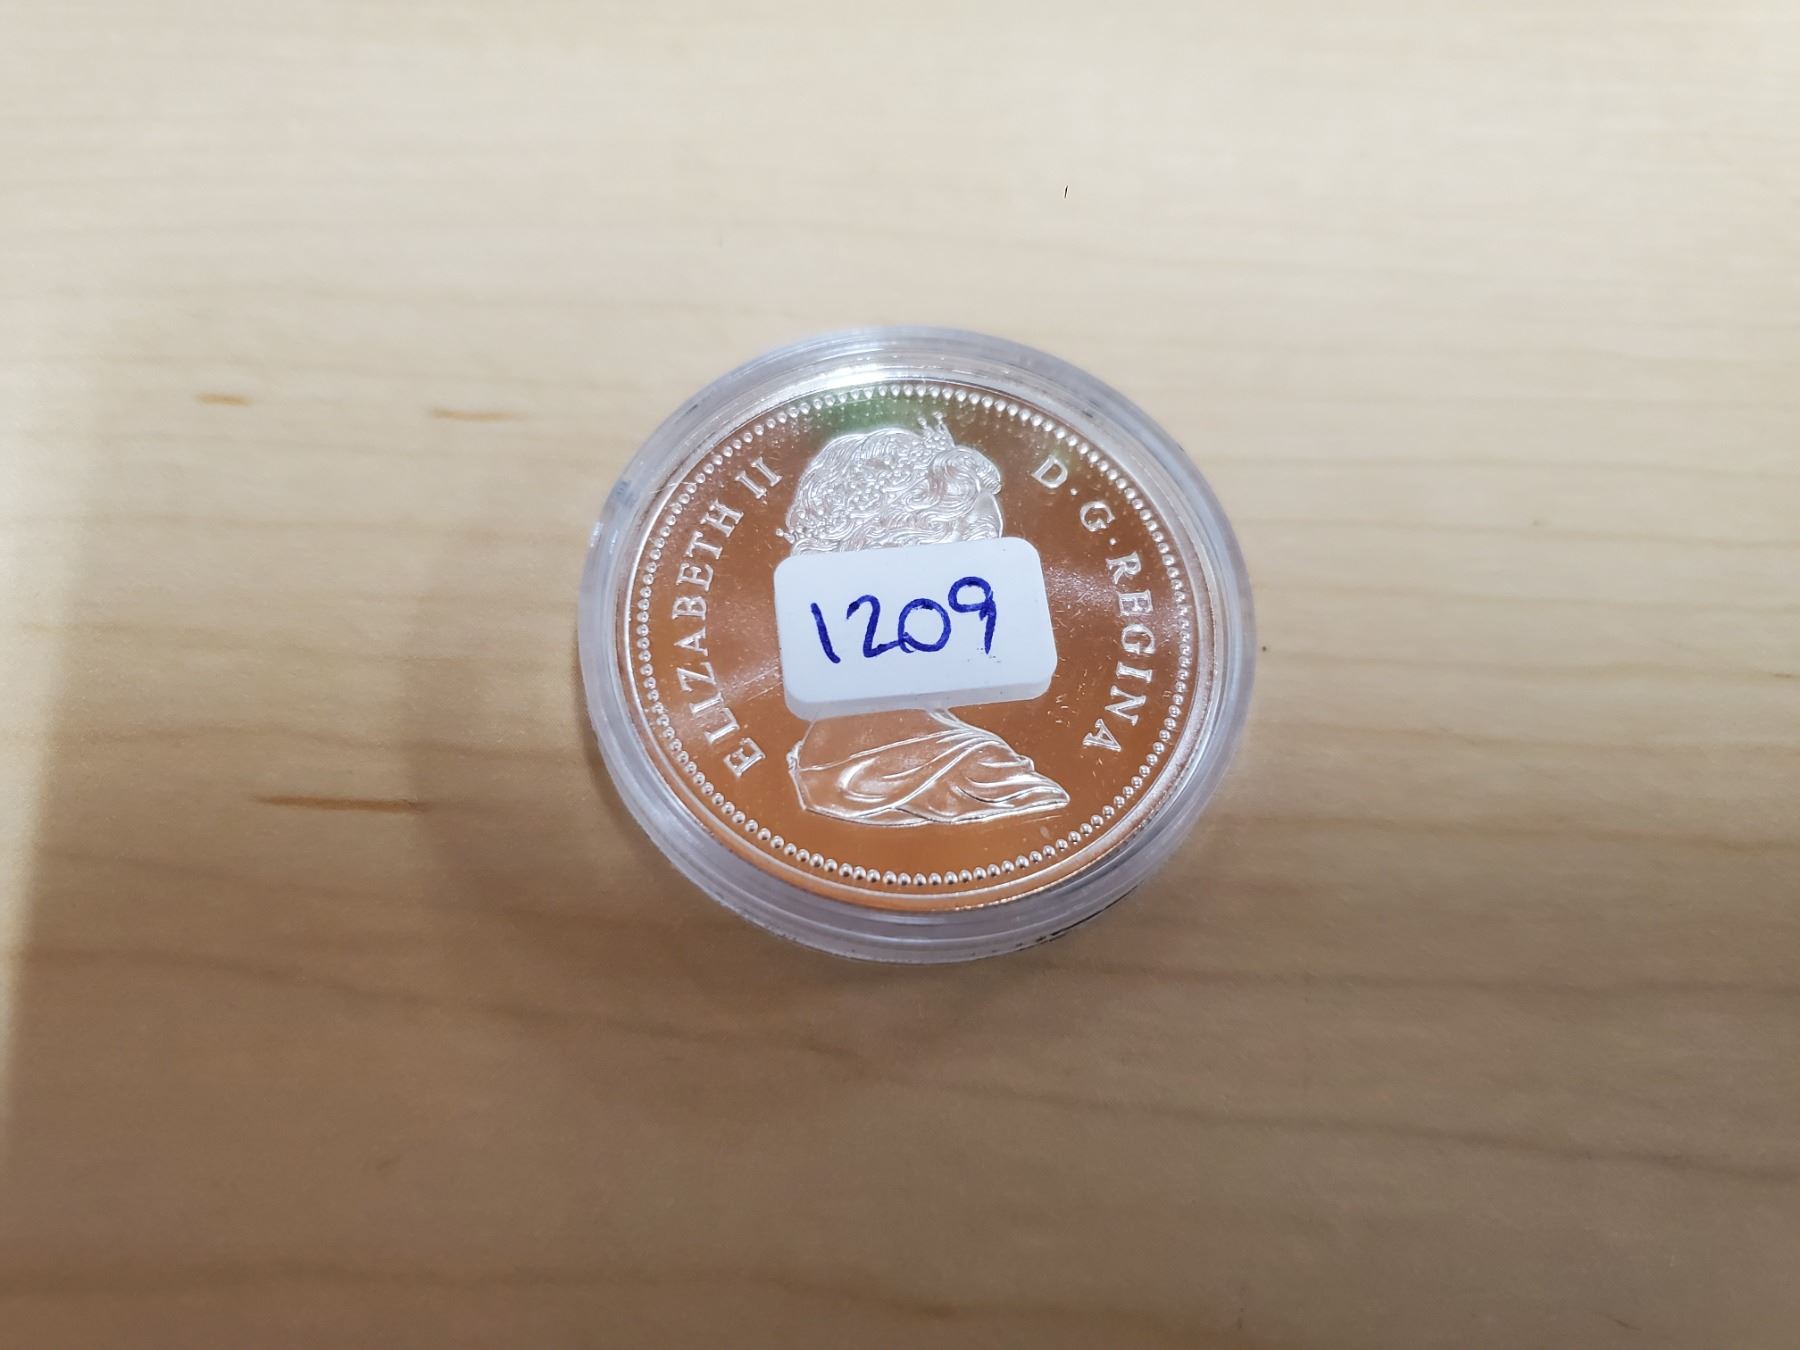 ELIZABETH II D. G. REGINA
1209